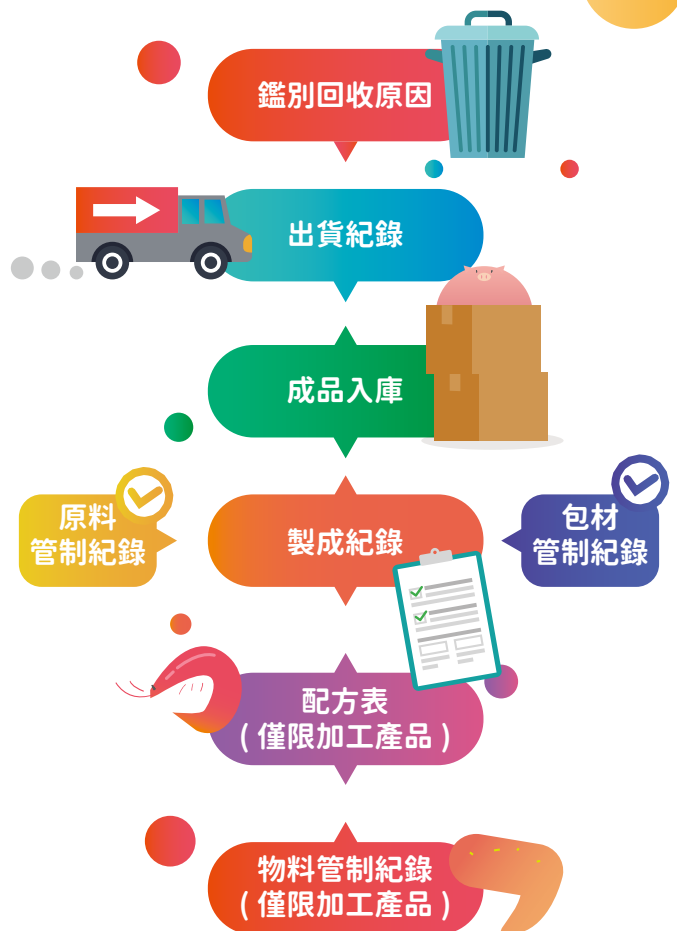 鑑別回收原因
出貨紀錄
成品入庫
原料
管制紀錄
製成紀錄
包材
管制紀錄
配方表
( 僅限加工產品 )
物料管制紀錄
( 僅限加工產品 )